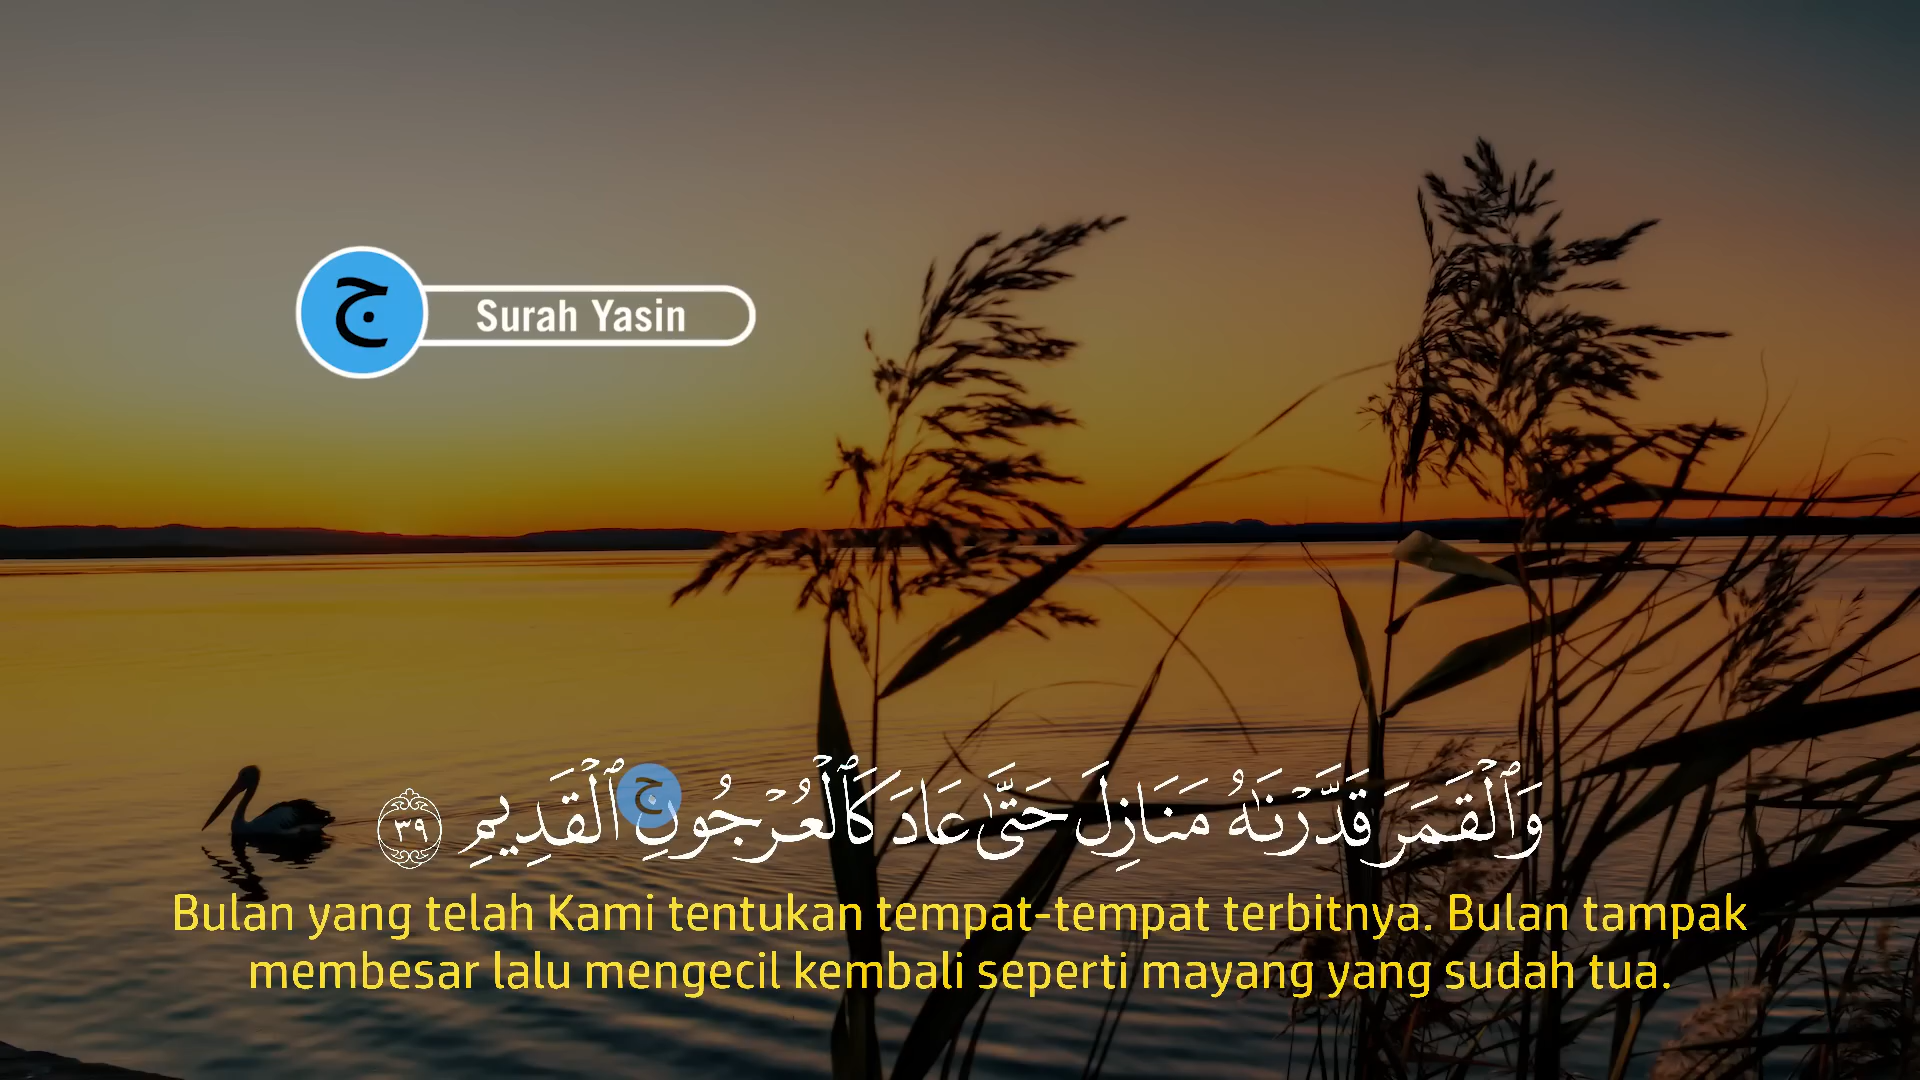 ج
Surah Yasin
وَٱلْقَمَرَ قَدَّرْنَٰهُ مَنَازِلَ حَتَّىٰ عَادَ كَٱلْعُرْجُونِ ج ٱلْقَدِيمِ ٣٩
Bulan yang telah Kami tentukan tempat-tempat terbitnya. Bulan tampak
membesar lalu mengecil kembali seperti mayang yang sudah tua.